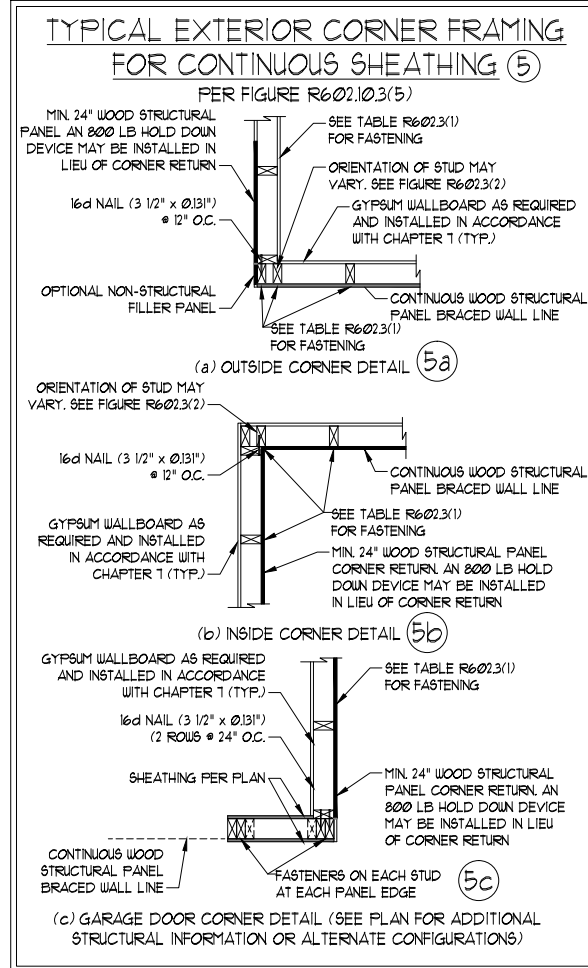 TYPICAL EXTERIOR CORNER FRAMING
FOR CONTINUOUS SHEATHING 5
PER FIGURE R602.10.3(5)
MIN. 24" WOOD STRUCTURAL
PANEL AN 800 LB HOLD DOWN
DEVICE MAY BE INSTALLED IN
LIEU OF CORNER RETURN
SEE TABLE R602.3(1)
FOR FASTENING
ORIENTATION OF STUD MAY
VARY. SEE FIGURE R602.3(2)
16d NAIL (3 1/2" x 0.131")
@ 12" O.C.
GYPSUM WALLBOARD AS REQUIRED
AND INSTALLED IN ACCORDANCE
WITH CHAPTER 7 (TYP.)
OPTIONAL NON-STRUCTURAL
FILLER PANEL
CONTINUOUS WOOD STRUCTURAL
PANEL BRACED WALL LINE
SEE TABLE R602.3(1)
FOR FASTENING
(a) OUTSIDE CORNER DETAIL 5a
ORIENTATION OF STUD MAY
VARY. SEE FIGURE R602.3(2)
16d NAIL (3 1/2" x 0.131")
@ 12" O.C.
CONTINUOUS WOOD STRUCTURAL
PANEL BRACED WALL LINE
SEE TABLE R602.3(1)
FOR FASTENING
GYPSUM WALLBOARD AS
REQUIRED AND INSTALLED
IN ACCORDANCE WITH
CHAPTER 7 (TYP.)
MIN. 24" WOOD STRUCTURAL PANEL
CORNER RETURN. AN 800 LB HOLD
DOWN DEVICE MAY BE INSTALLED
IN LIEU OF CORNER RETURN
(b) INSIDE CORNER DETAIL 5b
GYPSUM WALLBOARD AS REQUIRED
AND INSTALLED IN ACCORDANCE
WITH CHAPTER 7 (TYP.)
SEE TABLE R602.3(1)
FOR FASTENING
16d NAIL (3 1/2" x 0.131")
(2 ROWS @ 24" O.C.
SHEATHING PER PLAN
MIN. 24" WOOD STRUCTURAL
PANEL CORNER RETURN. AN
800 LB HOLD DOWN DEVICE
MAY BE INSTALLED IN LIEU
OF CORNER RETURN
CONTINUOUS WOOD
STRUCTURAL PANEL
BRACED WALL LINE
FASTENERS ON EACH STUD
AT EACH PANEL EDGE
5c
(c) GARAGE DOOR CORNER DETAIL (SEE PLAN FOR ADDITIONAL
STRUCTURAL INFORMATION OR ALTERNATE CONFIGURATIONS)